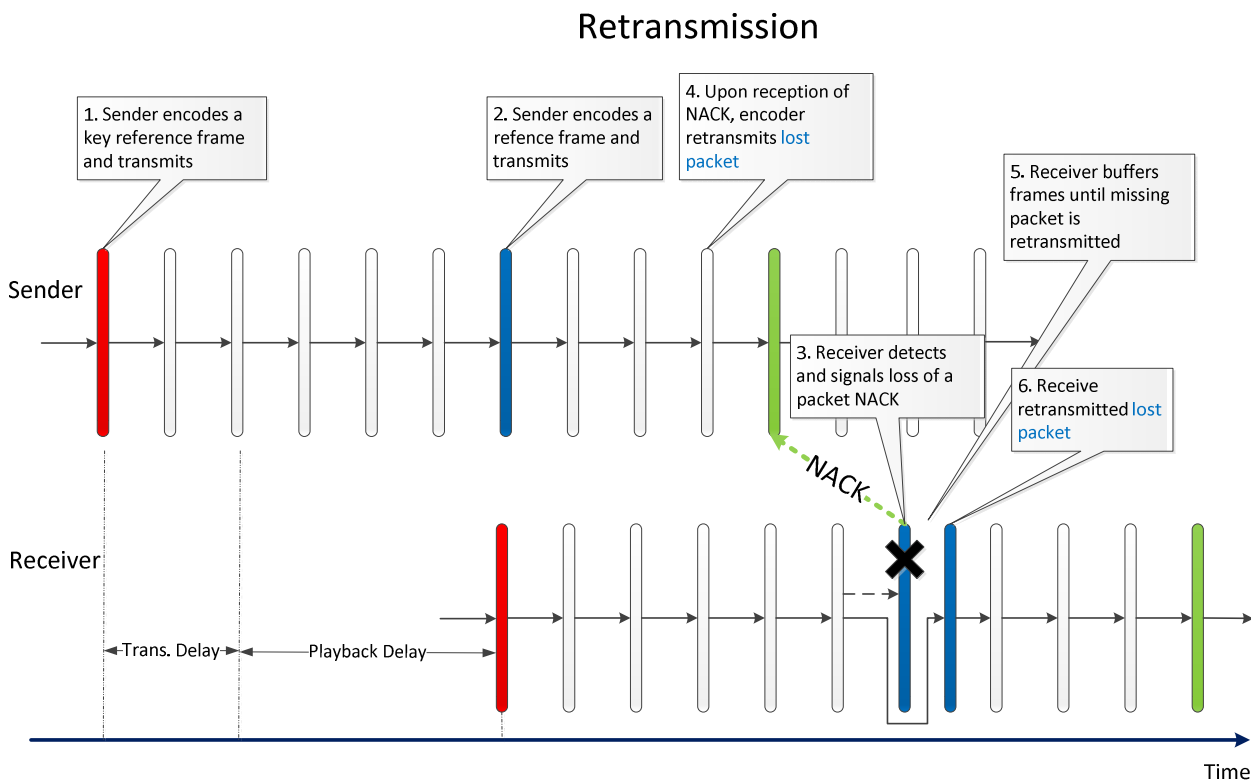 Retransmission
1. Sender encodes a
key reference frame
and transmits
2. Sender encodes a
refence frame and
transmits
4. Upon reception of
NACK, encoder
retransmits lost
packet
5. Receiver buffers
frames until missing
packet is
retransmitted
Sender
3. Receiver detects
and signals loss of a
packet NACK
6. Receive
retransmitted lost
packet
NACK
Receiver
Trans. Delay
Playback Delay
Time